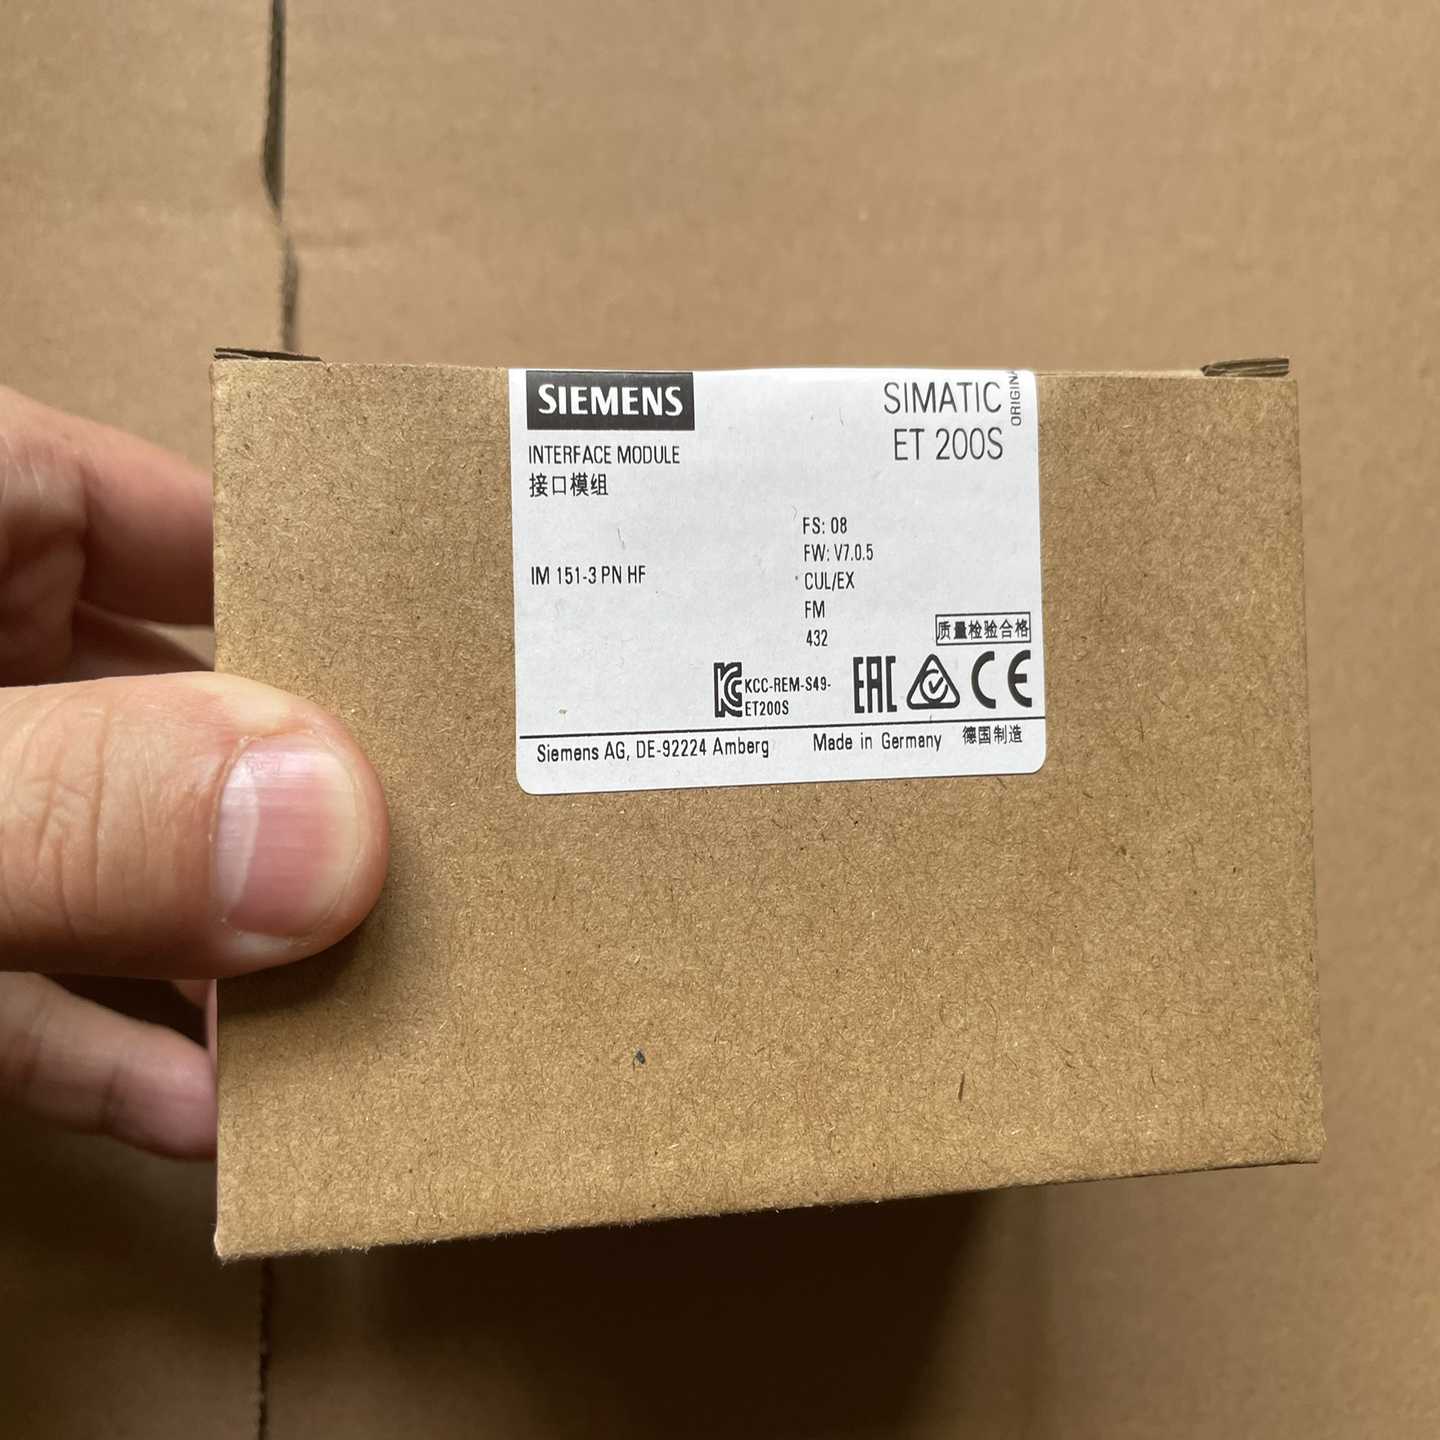 SIEMENS
SIMATIC
ET 200S
INTERFACE MODULE
接口模组
FS: 08
FW: V7.0.5
IM 151-3 PN HF
CUL/EX
FM
432
质量检验合格
KCC-REM-S49-
ET200S
EAC
CE
Siemens AG, DE-92224 Amberg
Made in Germany
德国制造